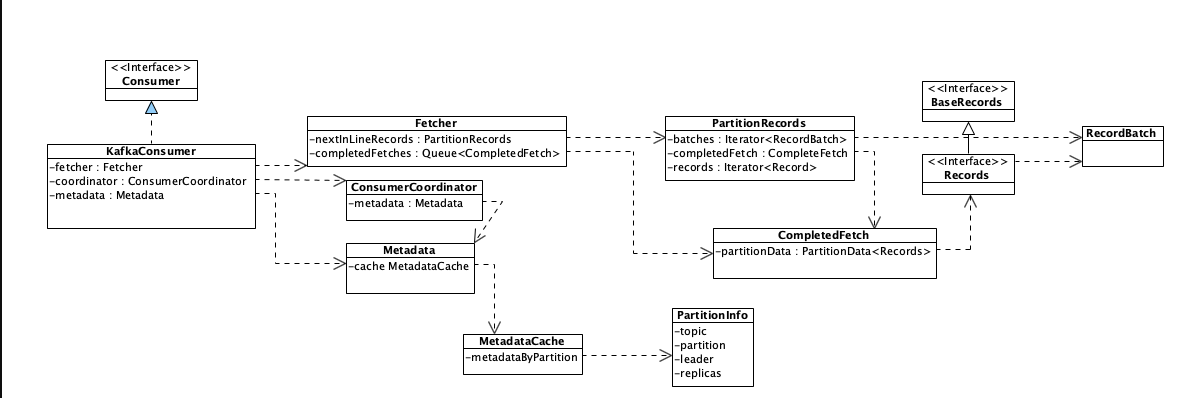 <<Interface>>
Consumer
KafkaConsumer
-fetcher : Fetcher
-coordinator : ConsumerCoordinator
-metadata : Metadata
Fetcher
-nextInLineRecords : PartitionRecords
-completedFetches : Queue<CompletedFetch>
ConsumerCoordinator
-metadata : Metadata
Metadata
-cache MetadataCache
MetadataCache
-metadataByPartition
PartitionInfo
-topic
-partition
-leader
-replicas
PartitionRecords
-batches : Iterator<RecordBatch>
-completedFetch : CompleteFetch
-records : Iterator<Record>
CompletedFetch
-partitionData : PartitionData<Records>
<<Interface>>
BaseRecords
<<Interface>>
Records
RecordBatch